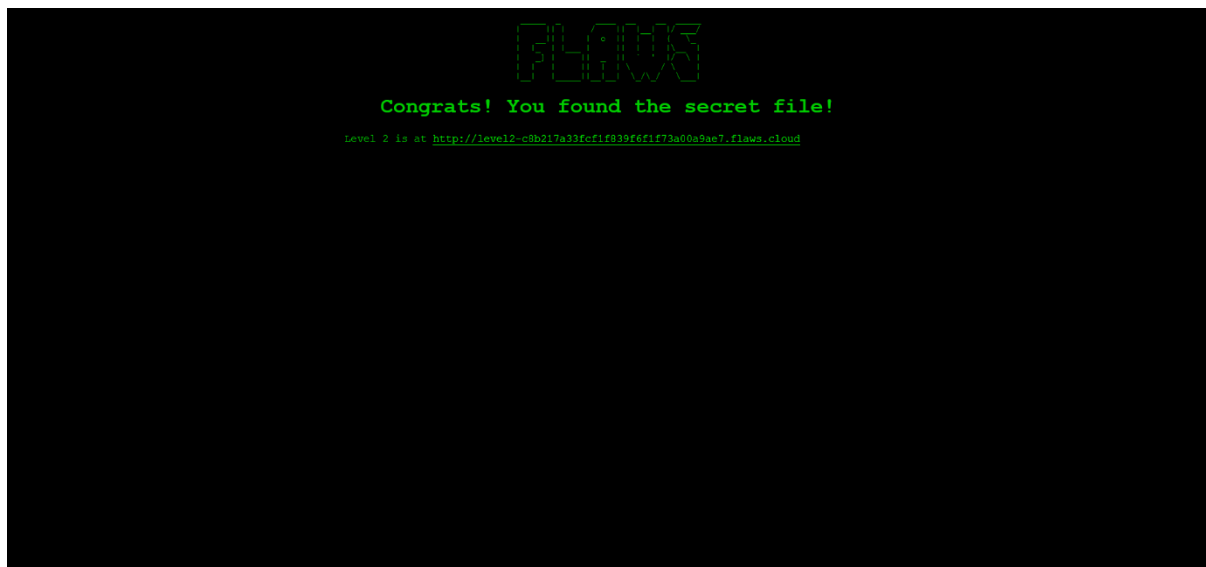 FLAWS
Congrats! You found the secret file!
Level 2 is at http://level2-c8b217a33fcf1f839f6f1f73a00a9ae7.flaws.cloud